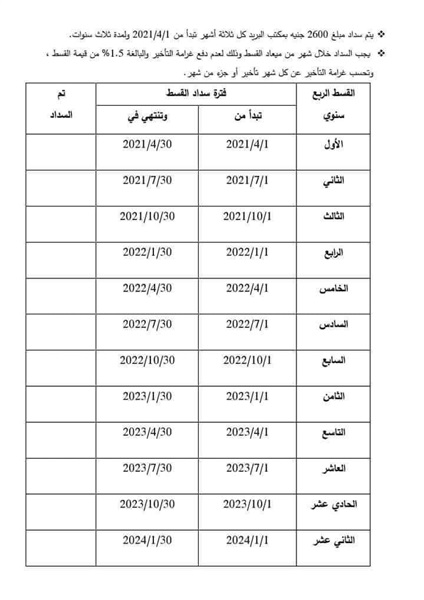 ❖ يتم سداد مبلغ 2600 جنيه بمكتب البريد كل ثلاثة أشهر تبدأ من 2021/4/1 ولمدة ثلاث سنوات.
❖ يجب السداد خلال شهر من ميعاد القسط وذلك لعدم دفع غرامة التأخير والبالغة 1.5% من قيمة القسط ،
وتحسب غرامة التأخير عن كل شهر تأخير أو جزء من شهر.
القسط الربع فترة سداد القسط تم
سنوي تبدأ من وتنتهي في السداد
الأول 2021/4/1 2021/4/30
الثاني 2021/7/1 2021/7/30
الثالث 2021/10/1 2021/10/30
الرابع 2022/1/1 2022/1/30
الخامس 2022/4/1 2022/4/30
السادس 2022/7/1 2022/7/30
السابع 2022/10/1 2022/10/30
الثامن 2023/1/1 2023/1/30
التاسع 2023/4/1 2023/4/30
العاشر 2023/7/1 2023/7/30
الحادي عشر 2023/10/1 2023/10/30
الثاني عشر 2024/1/1 2024/1/30